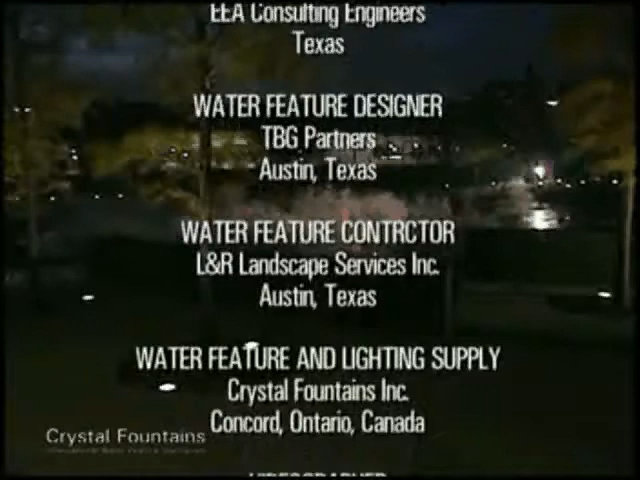 EEA Consulting Engineers
Texas
WATER FEATURE DESIGNER
TBG Partners
Austin, Texas
WATER FEATURE CONTRCTOR
L&R Landscape Services Inc.
Austin, Texas
WATER FEATURE AND LIGHTING SUPPLY
Crystal Fountains Inc.
Concord, Ontario, Canada
Crystal Fountains
VIDEOGRAPHER